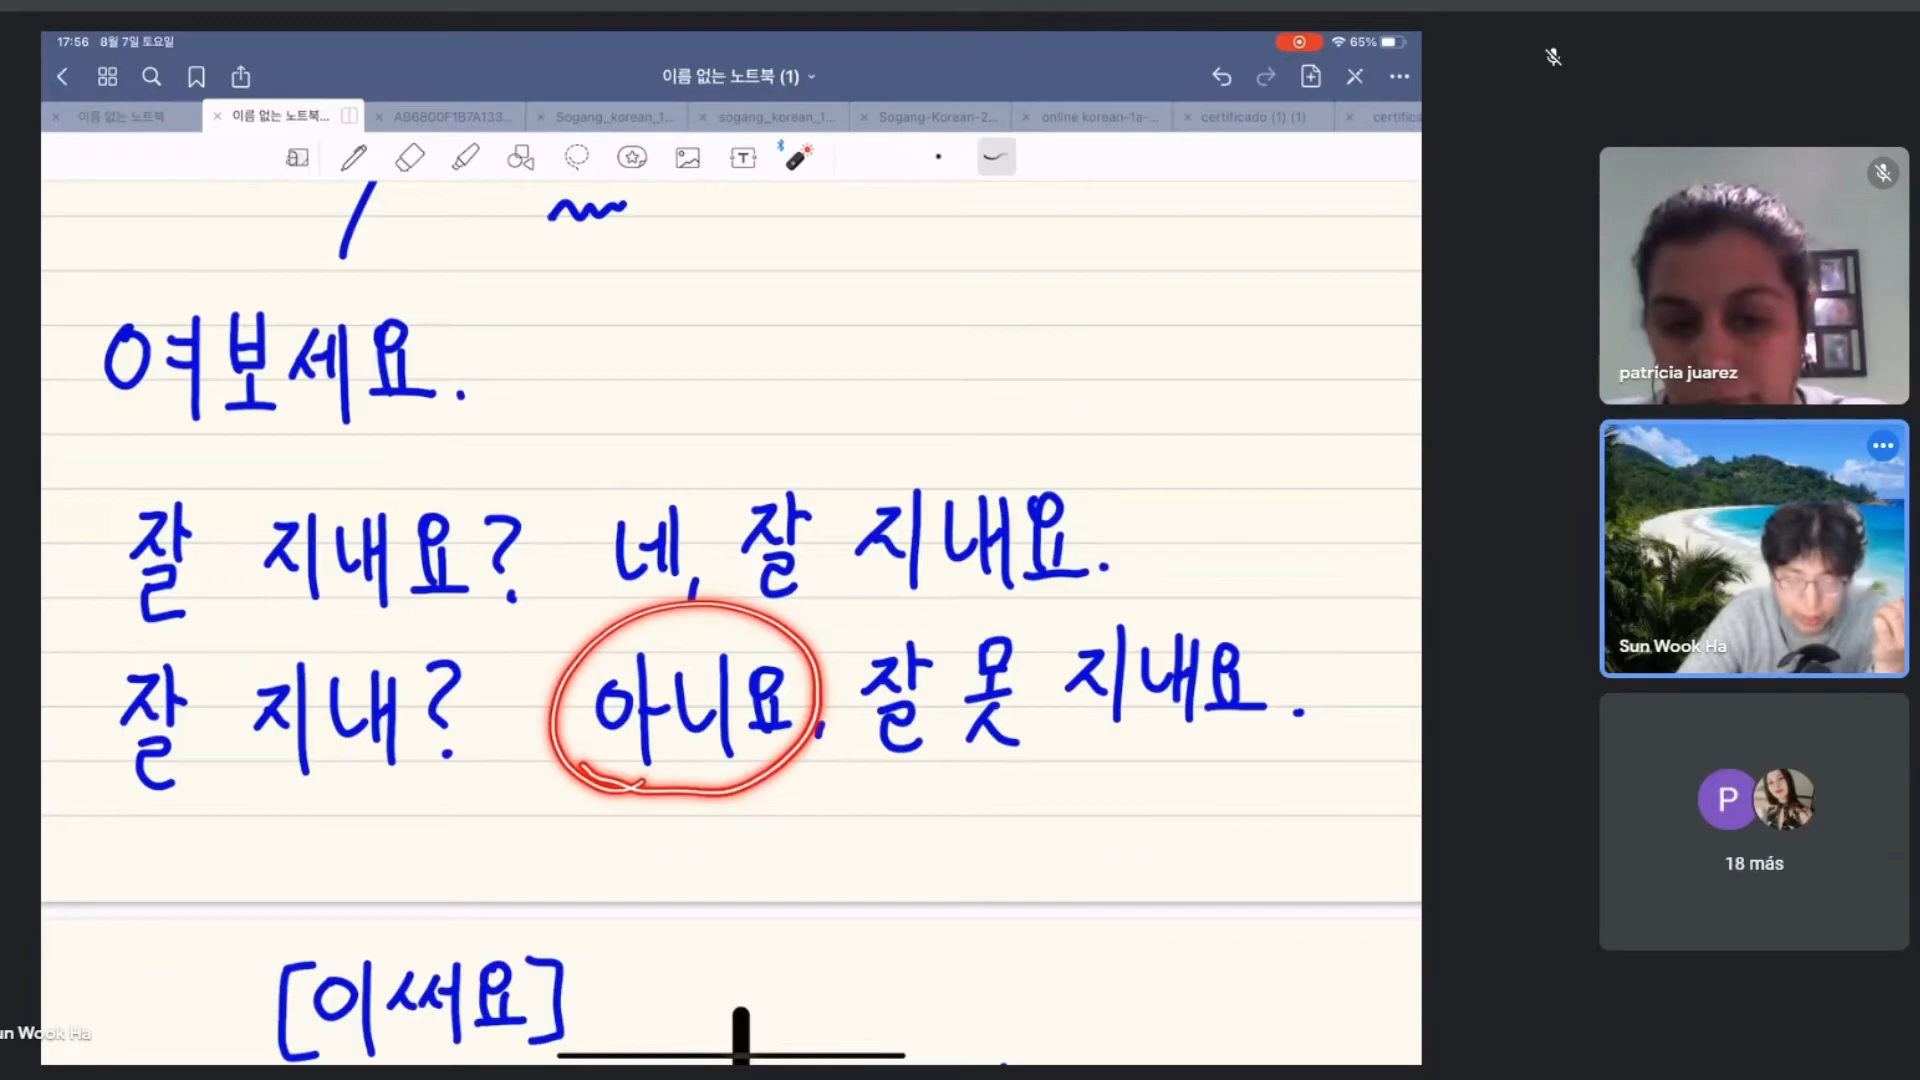 17:56 8월 7일 토요일
65%
이름 없는 노트북 (1)
이름 없는 노트북
이름 없는 노트북...
AB6800F1B7A133...
Sogang_korean_1...
sogang_korean_1...
Sogang-Korean-2...
online korean-1a-...
certificado (1) (1)
certifica
T
여보세요.
잘 지내요? 네, 잘 지내요.
잘 지내? 아니요, 잘 못 지내요.
[이써요]
patricia juarez
Sun Wook Ha
P
18 más
un Wook Ha